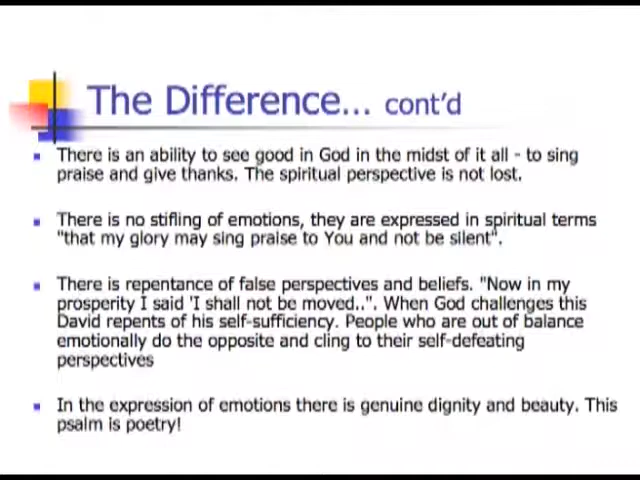 The Difference... cont'd
There is an ability to see good in God in the midst of it all - to sing
praise and give thanks. The spiritual perspective is not lost.
There is no stifling of emotions, they are expressed in spiritual terms
"that my glory may sing praise to You and not be silent".
There is repentance of false perspectives and beliefs. "Now in my
prosperity I said 'I shall not be moved..". When God challenges this
David repents of his self-sufficiency. People who are out of balance
emotionally do the opposite and cling to their self-defeating
perspectives
In the expression of emotions there is genuine dignity and beauty. This
psalm is poetry!